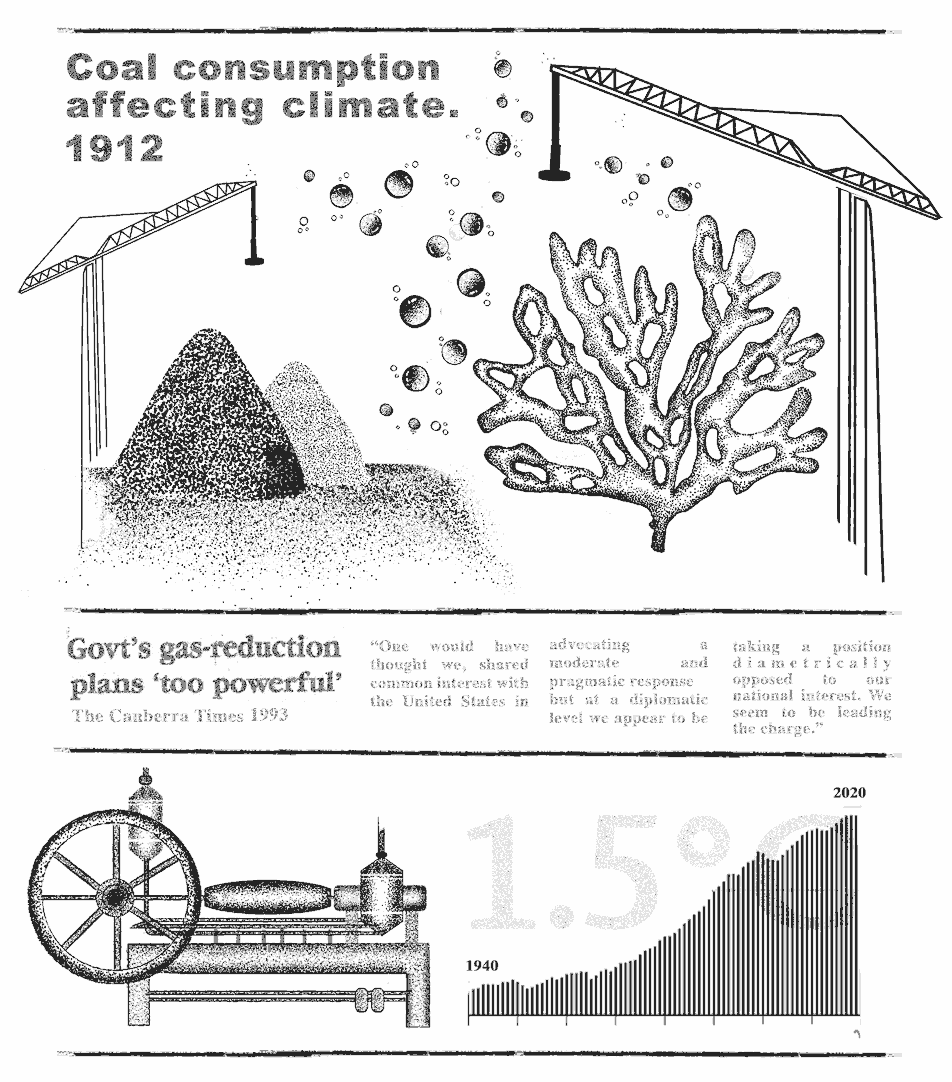 Coal consumption
affecting climate.
1912
Govt's gas-reduction
plans 'too powerful'
The Canberra Times 1993
"One would have
thought we, shared
common interest with
the United States in
advocating a
moderate and
pragmatic response
but at a diplomatic
level we appear to be
taking a position
diametrically
opposed to our
national interest. We
seem to be leading
the charge."
2020
1.5°C
1940